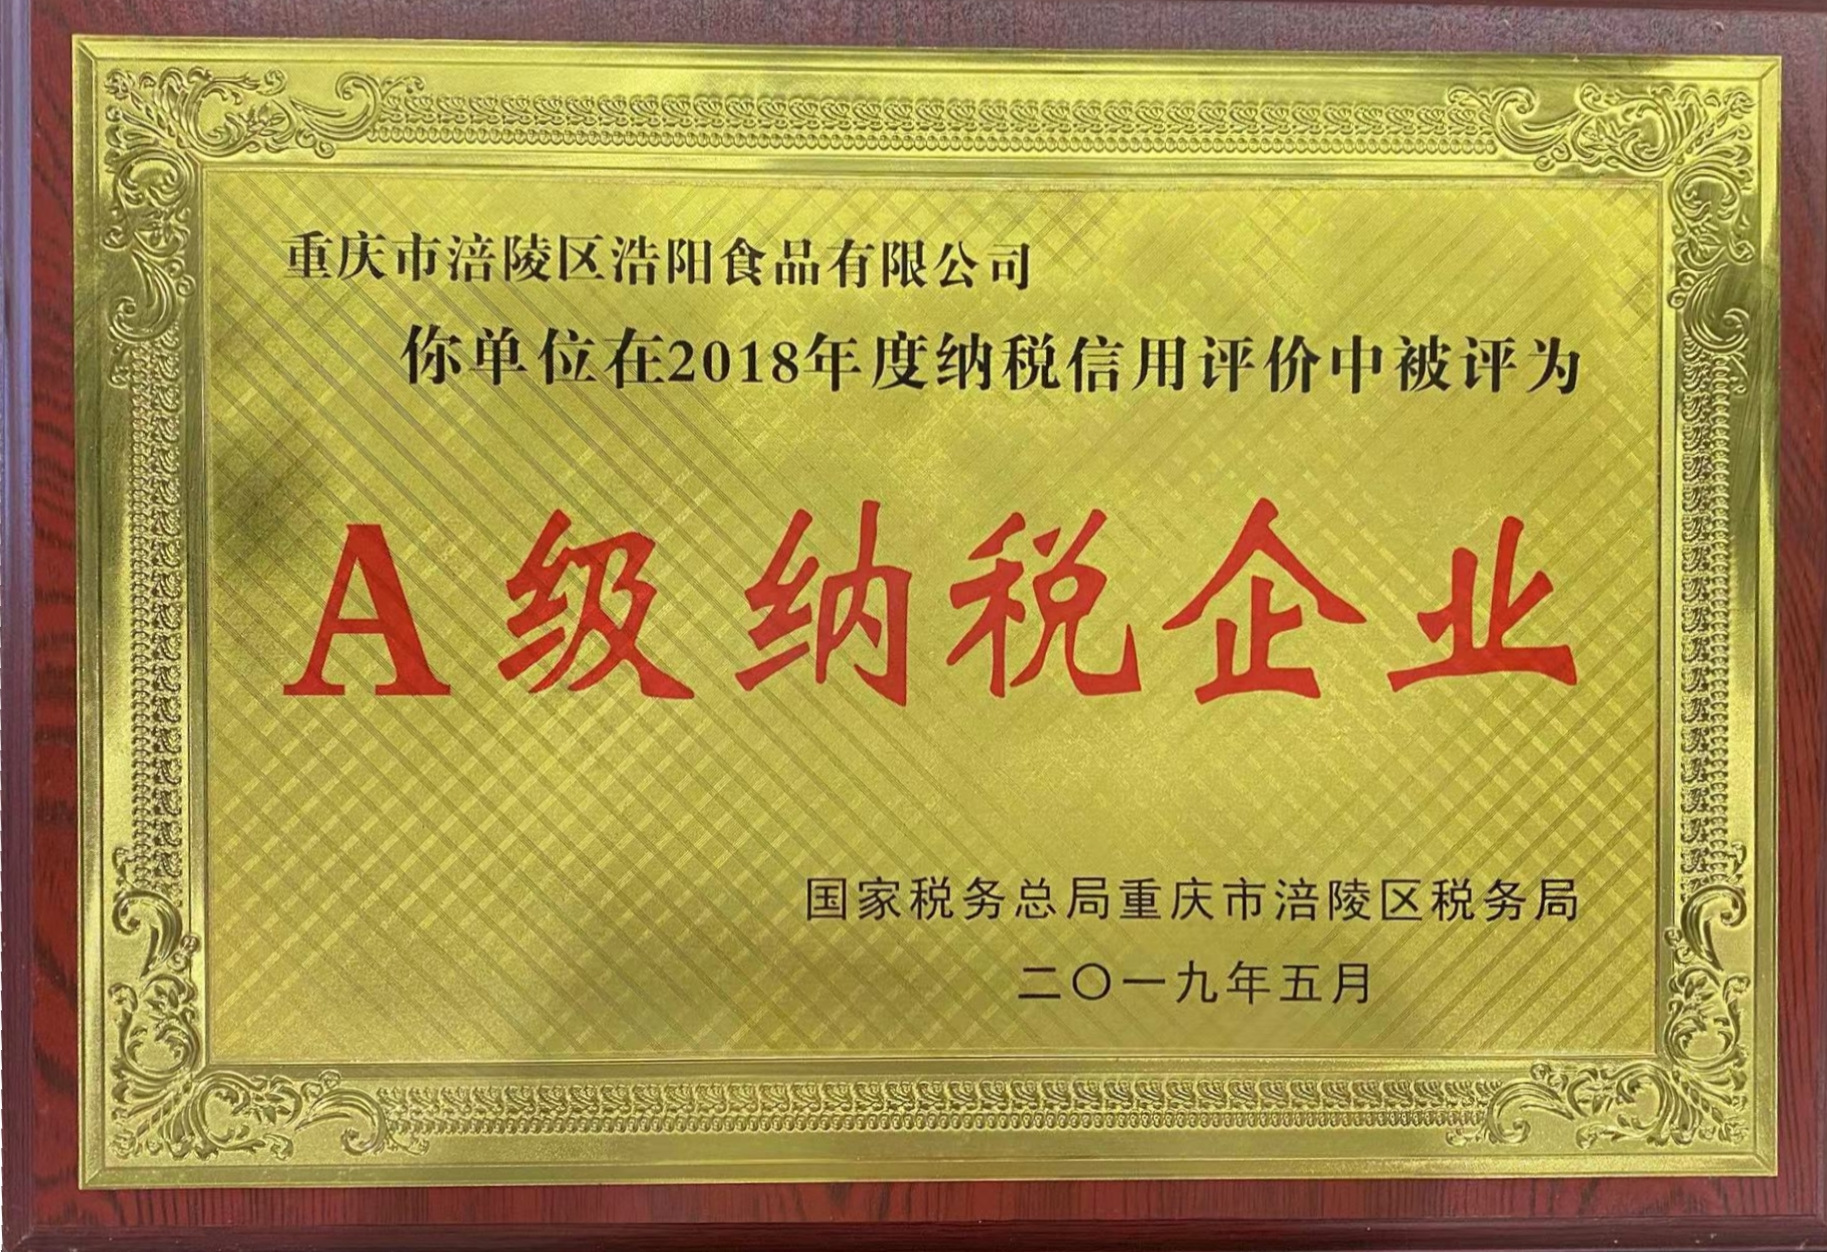 重庆市涪陵区浩阳食品有限公司
你单位在2018年度纳税信用评价中被评为
A级纳税企业
国家税务总局重庆市涪陵区税务局
二〇一九年五月